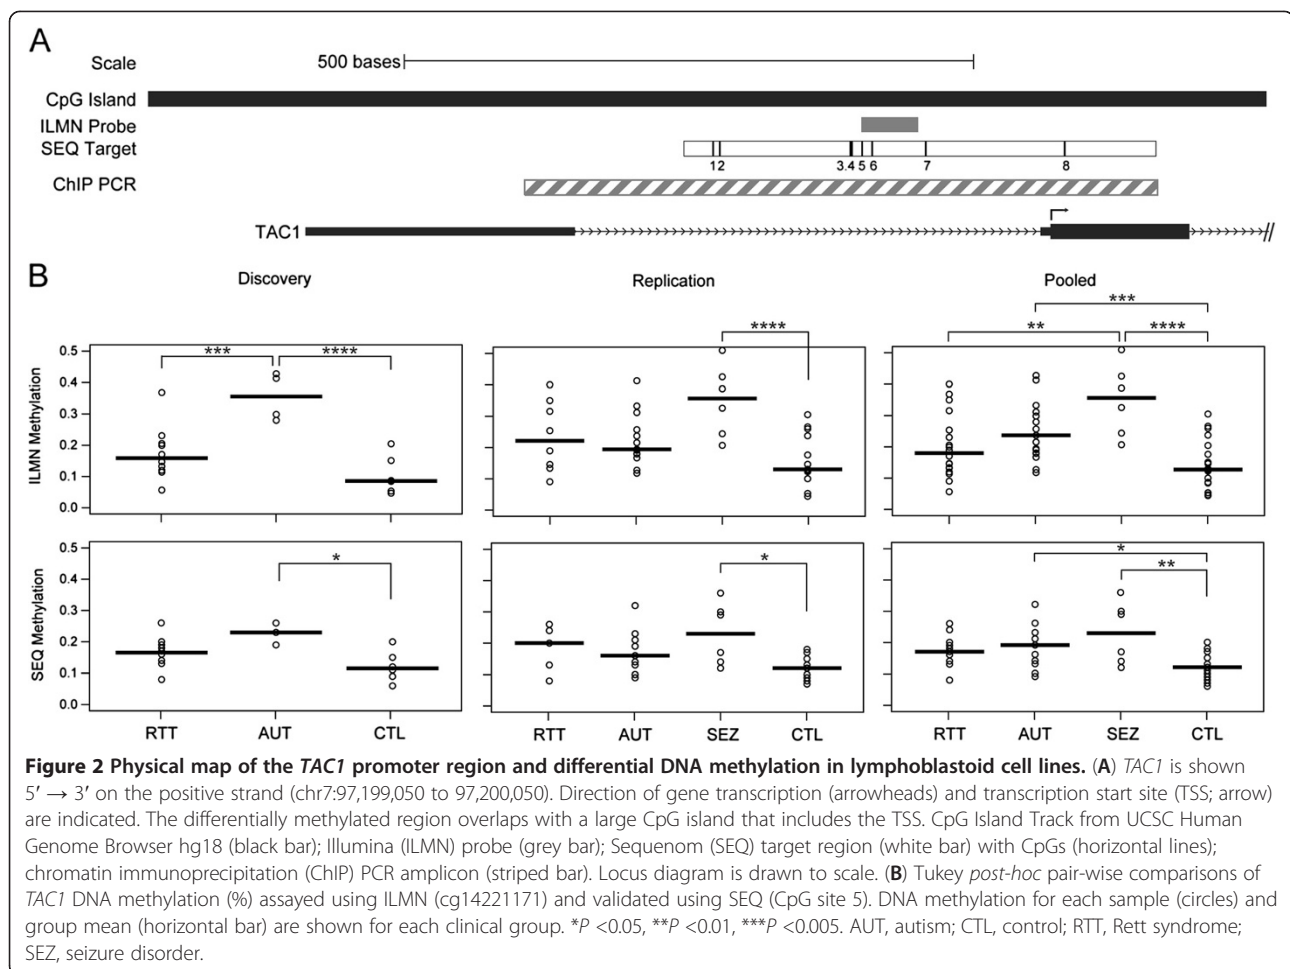 A
Scale
500 bases
CpG Island
ILMN Probe
SEQ Target
12 3.4 5 6 7 8
ChIP PCR
TAC1
B
Discovery
Replication
Pooled
***
****
****
***
**
****
ILMN Methylation
0.5
0.4
0.3
0.2
0.1
0.0
*
*
*
**
SEQ Methylation
0.5
0.4
0.3
0.2
0.1
0.0
RTT AUT CTL
RTT AUT SEZ CTL
RTT AUT SEZ CTL
Figure 2 Physical map of the TAC1 promoter region and differential DNA methylation in lymphoblastoid cell lines. (A) TAC1 is shown
5′ → 3′ on the positive strand (chr7:97,199,050 to 97,200,050). Direction of gene transcription (arrowheads) and transcription start site (TSS; arrow)
are indicated. The differentially methylated region overlaps with a large CpG island that includes the TSS. CpG Island Track from UCSC Human
Genome Browser hg18 (black bar); Illumina (ILMN) probe (grey bar); Sequenom (SEQ) target region (white bar) with CpGs (horizontal lines);
chromatin immunoprecipitation (ChIP) PCR amplicon (striped bar). Locus diagram is drawn to scale. (B) Tukey post-hoc pair-wise comparisons of
TAC1 DNA methylation (%) assayed using ILMN (cg14221171) and validated using SEQ (CpG site 5). DNA methylation for each sample (circles) and
group mean (horizontal bar) are shown for each clinical group. *P <0.05, **P <0.01, ***P <0.005. AUT, autism; CTL, control; RTT, Rett syndrome;
SEZ, seizure disorder.